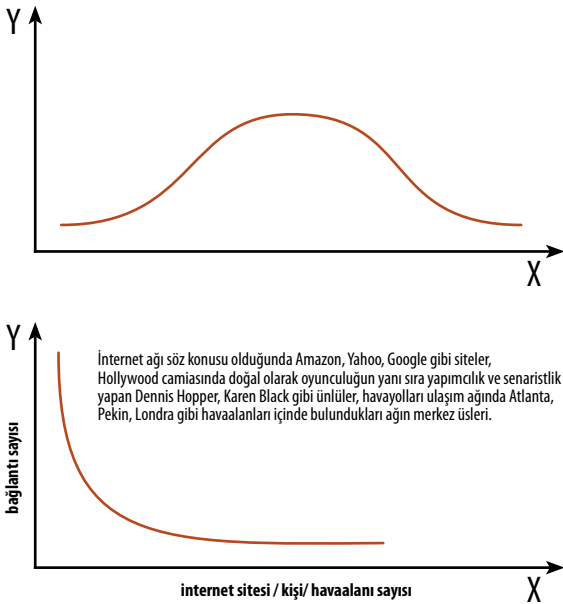 Y
X
Y
İnternet ağı söz konusu olduğunda Amazon, Yahoo, Google gibi siteler,
Hollywood camiasında doğal olarak oyunculuğun yanı sıra yapımcılık ve senaristlik
yapan Dennis Hopper, Karen Black gibi ünlüler, havayolları ulaşım ağında Atlanta,
Pekin, Londra gibi havaalanları içinde bulundukları ağın merkez üsleri.
bağlantı sayısı
internet sitesi / kişi/ havaalanı sayısı
X